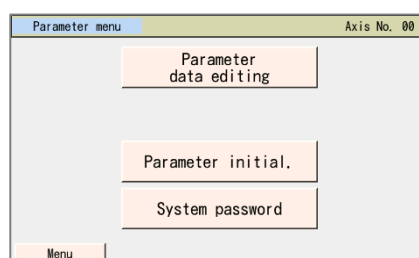 Parameter menu Axis No. 00
Parameter
data editing
Parameter initial.
System password
Menu